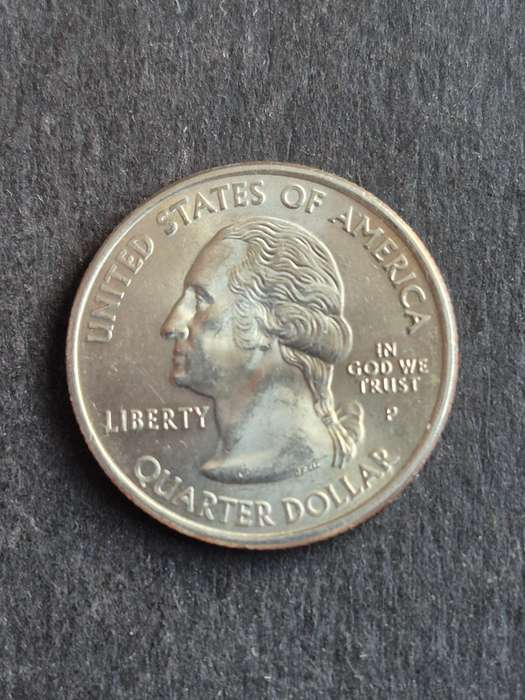 UNITED STATES OF AMERICA
IN
GOD WE
TRUST
LIBERTY
P
QUARTER DOLLAR